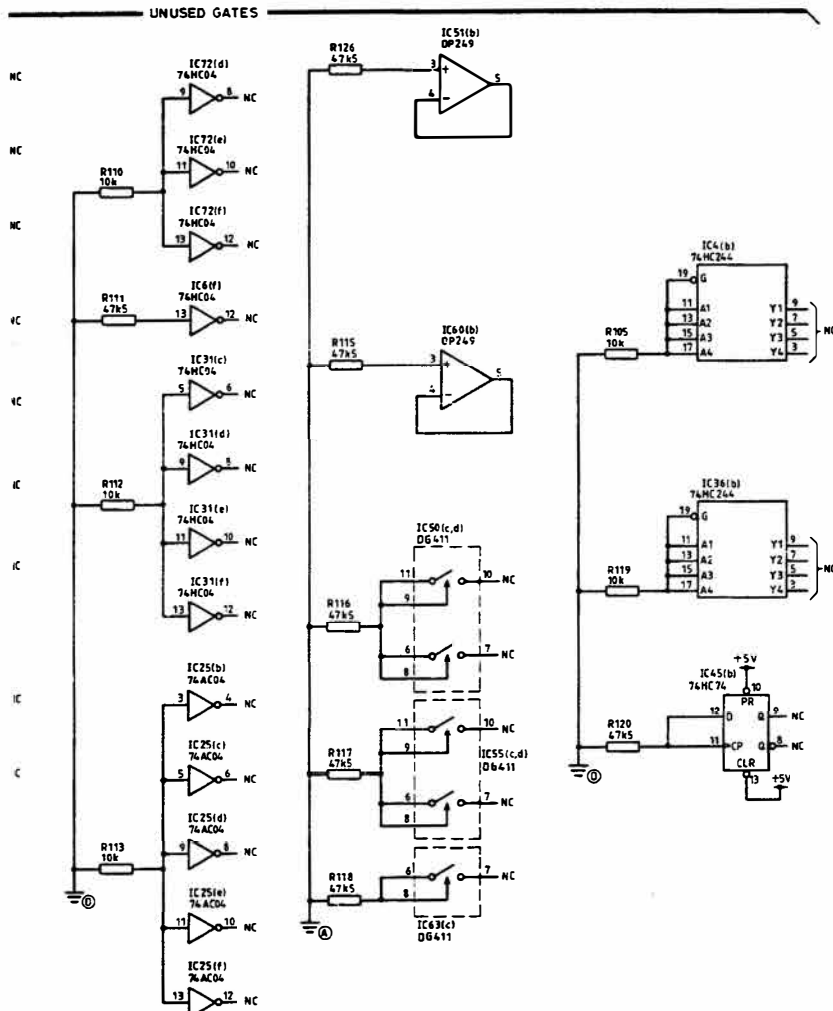 UNUSED GATES
NC
NC
NC
NC
NC
IC72(d)
74HC04
9 8 NC
IC72(e)
74HC04
11 10 NC
R110
10k
IC72(f)
74HC04
13 12 NC
R111
47k5
IC6(f)
74HC04
13 12 NC
IC31(c)
74HC04
5 6 NC
IC31(d)
74HC04
9 8 NC
R112
10k
IC31(e)
74HC04
11 10 NC
IC31(f)
74HC04
13 12 NC
IC25(b)
74AC04
3 4 NC
IC25(c)
74AC04
5 6 NC
IC25(d)
74AC04
9 8 NC
R113
10k
D
IC25(e)
74AC04
11 10 NC
IC25(f)
74AC04
13 12 NC
R126
47k5
IC51(b)
OP249
3 + 5
4 −
R115
47k5
IC60(b)
OP249
3 + 5
4 −
IC50(c,d)
DG411
R116
47k5
11 10 NC
9
6 7 NC
8
R117
47k5
11 10 NC
9
IC55(c,d)
DG411
6 7 NC
8
R118
47k5
6 7 NC
8
A
IC63(c)
DG411
IC4(b)
74HC244
19 G
11 A1 Y1 9
13 A2 Y2 7
15 A3 Y3 5
17 A4 Y4 3
R105
10k
IC36(b)
74HC244
19 G
11 A1 Y1 9
13 A2 Y2 7
15 A3 Y3 5
17 A4 Y4 3
R119
10k
+5V
IC45(b)
74HC74
10
PR
12 D Q 9 NC
11 CP Q 8 NC
CLR
13
+5V
R120
47k5
D